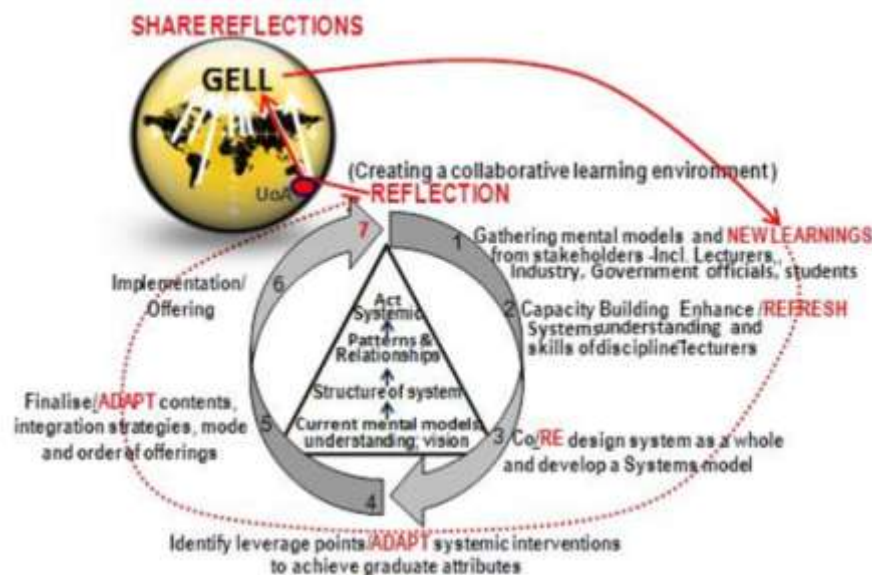 SHARE REFLECTIONS
GELL
UoA
(Creating a collaborative learning environment)
REFLECTION
7
1
Gathering mental models and NEW LEARNINGS
from stakeholders -Incl. Lecturers,,
Industry, Government officials, students
2 Capacity Building Enhance /REFRESH
Systems understanding and
skills of discipline lecturers
3 Co/RE design system as a whole
and develop a Systems model
4
Identify leverage points/ADAPT systemic interventions
to achieve graduate attributes
5
Finalise/ADAPT contents,
integration strategies, mode
and order of offerings
6
Implementation/
Offering
Act
Systemic
Patterns &
Relationships
Structure of system
Current mental models,
understanding; vision